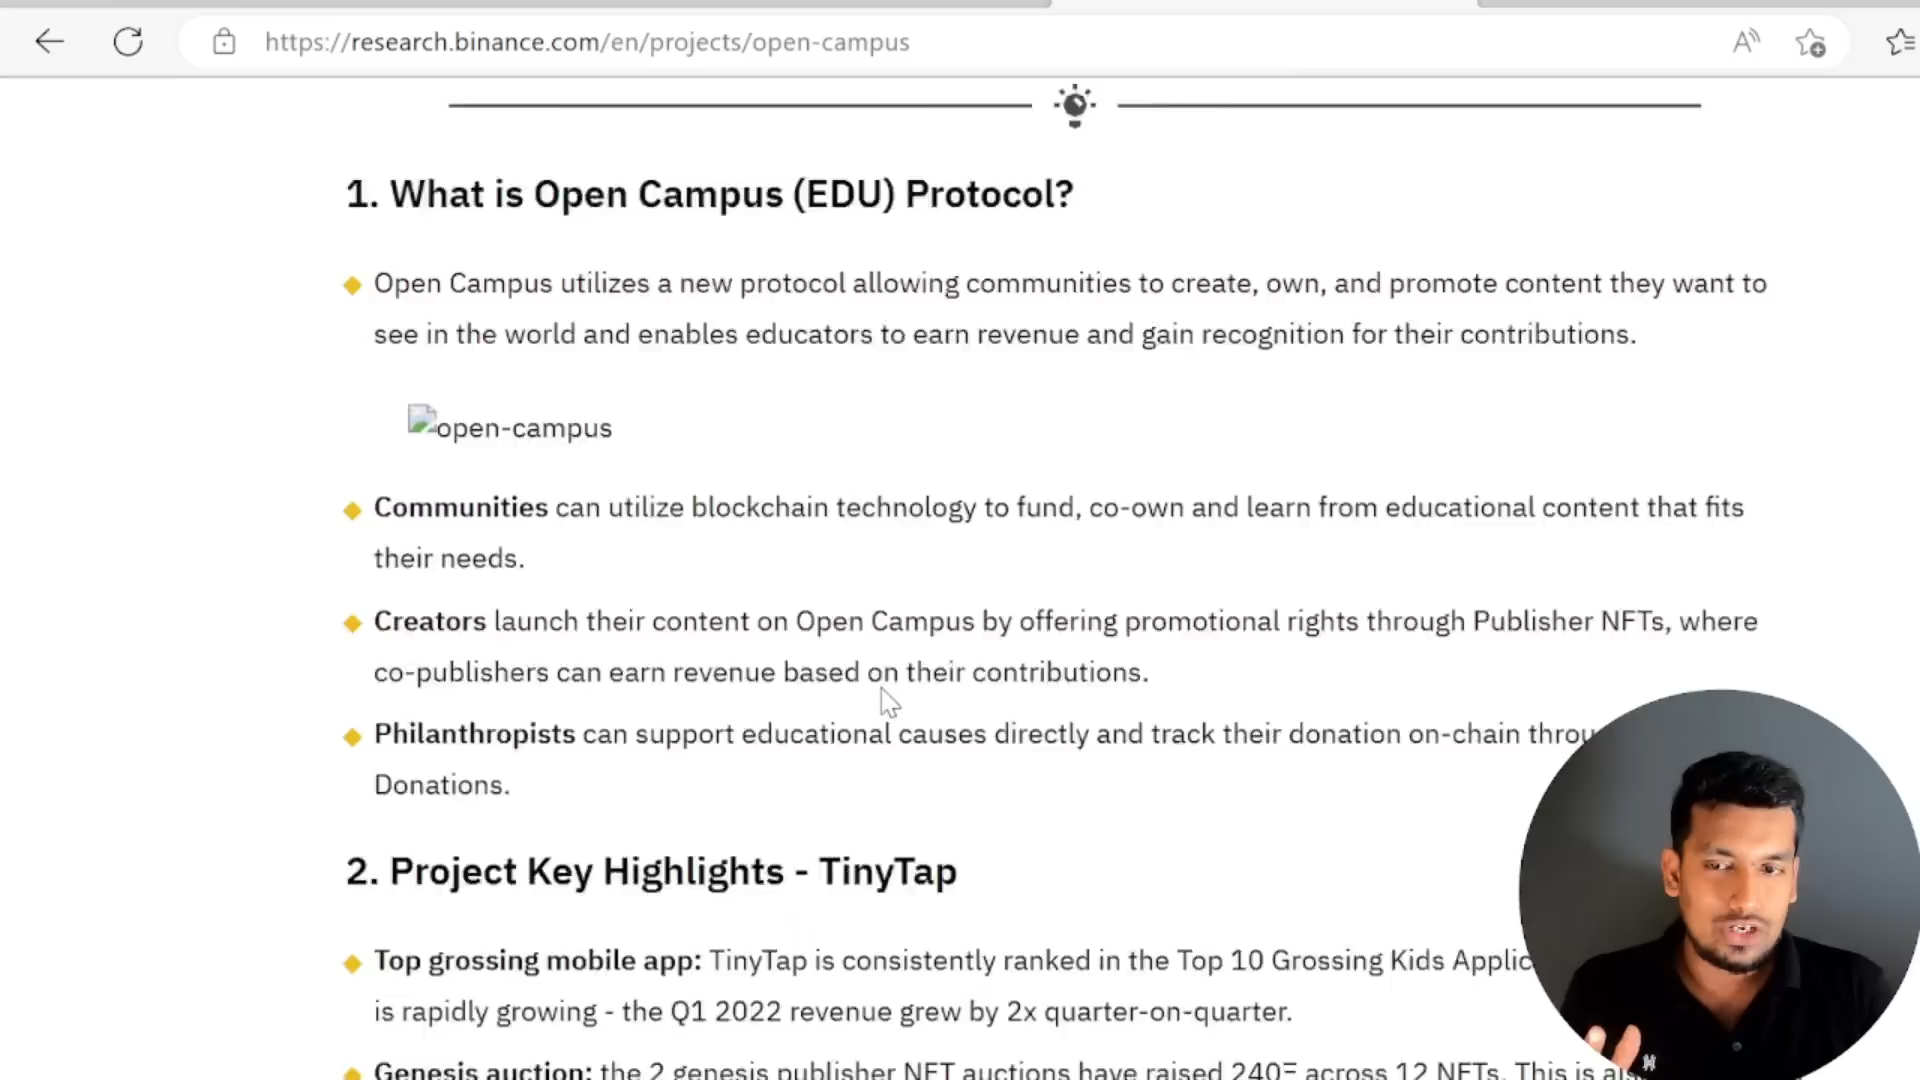 https://research.binance.com/en/projects/open-campus
1. What is Open Campus (EDU) Protocol?
Open Campus utilizes a new protocol allowing communities to create, own, and promote content they want to
see in the world and enables educators to earn revenue and gain recognition for their contributions.
open-campus
Communities can utilize blockchain technology to fund, co-own and learn from educational content that fits
their needs.
Creators launch their content on Open Campus by offering promotional rights through Publisher NFTs, where
co-publishers can earn revenue based on their contributions.
Philanthropists can support educational causes directly and track their donation on-chain
Donations.
2. Project Key Highlights - TinyTap
Top grossing mobile app: TinyTap is consistently ranked in the Top 10 Grossing Kids
is rapidly growing - the Q1 2022 revenue grew by 2x quarter-on-quarter.
Genesis auction: the 2 genesis publisher NFT auctions have raised 240Ξ across 12 NFTs. This is